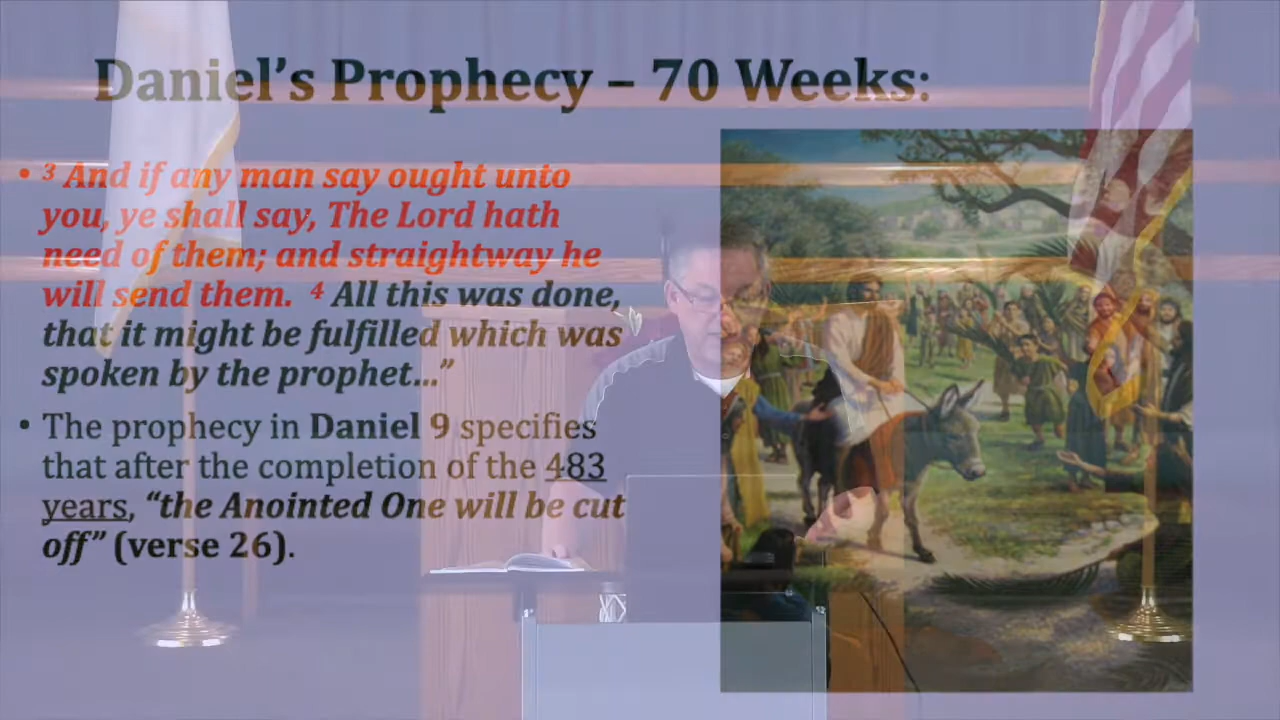 Daniel’s Prophecy – 70 Weeks:
• ³ And if any man say ought unto
you, ye shall say, The Lord hath
need of them; and straightway he
will send them. ⁴ All this was done,
that it might be fulfilled which was
spoken by the prophet…”
• The prophecy in Daniel 9 specifies
that after the completion of the 483
years, “the Anointed One will be cut
off” (verse 26).